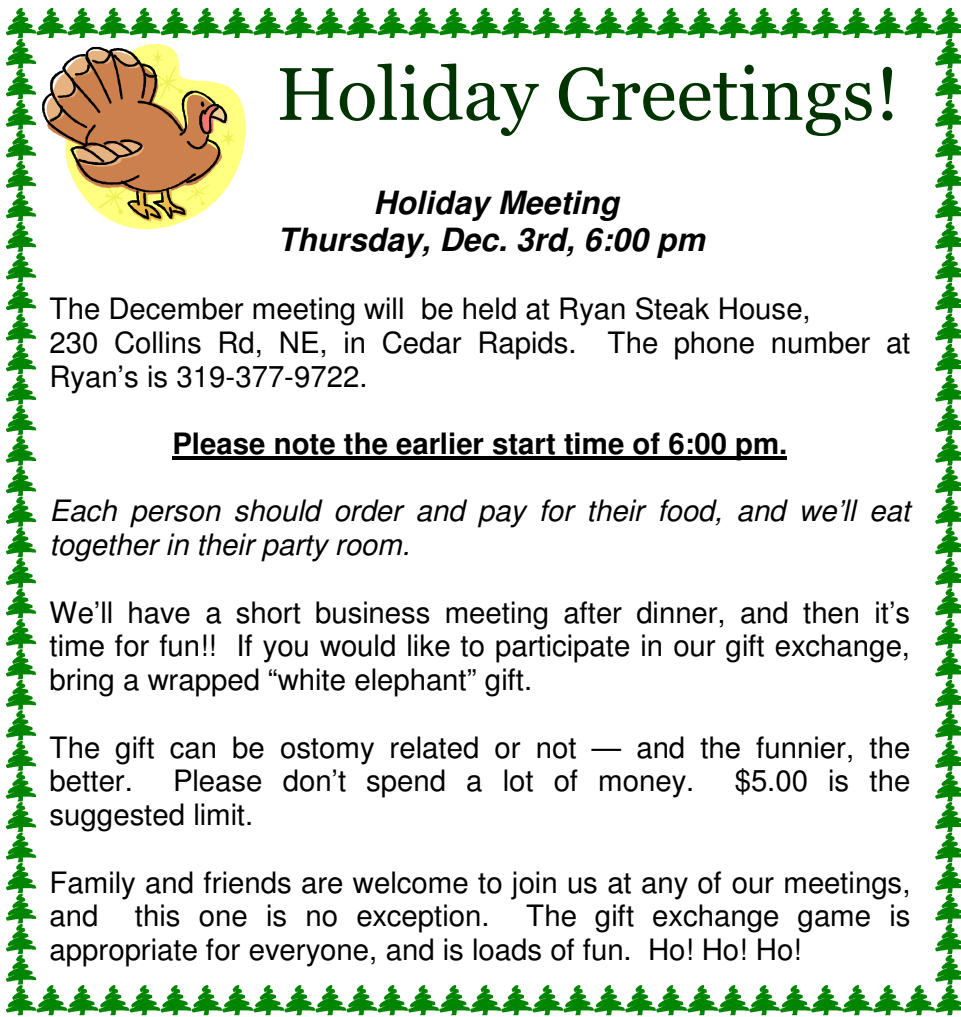 Holiday Greetings!
Holiday Meeting
Thursday, Dec. 3rd, 6:00 pm
The December meeting will  be held at Ryan Steak House,
230 Collins Rd, NE, in Cedar Rapids.  The phone number at
Ryan’s is 319-377-9722.
Please note the earlier start time of 6:00 pm.
Each person should order and pay for their food, and we’ll eat
together in their party room.
We’ll have a short business meeting after dinner, and then it’s
time for fun!!  If you would like to participate in our gift exchange,
bring a wrapped “white elephant” gift.
The gift can be ostomy related or not — and the funnier, the
better.  Please don’t spend a lot of money.  $5.00 is the
suggested limit.
Family and friends are welcome to join us at any of our meetings,
and  this one is no exception.  The gift exchange game is
appropriate for everyone, and is loads of fun.  Ho! Ho! Ho!